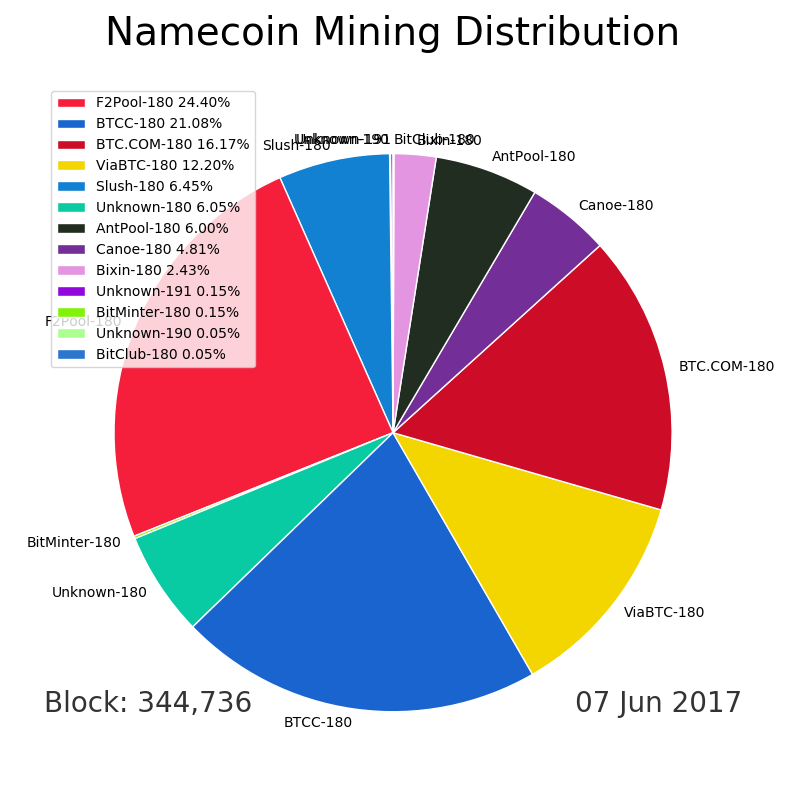 Namecoin Mining Distribution
F2Pool-180 24.40%
BTCC-180 21.08%
BTC.COM-180 16.17%
ViaBTC-180 12.20%
Slush-180 6.45%
Unknown-180 6.05%
AntPool-180 6.00%
Canoe-180 4.81%
Bixin-180 2.43%
Unknown-191 0.15%
BitMinter-180 0.15%
Unknown-190 0.05%
BitClub-180 0.05%
Slush-180
BitClub-180
Bixin-180
AntPool-180
Canoe-180
F2Pool-180
BTC.COM-180
BitMinter-180
Unknown-180
ViaBTC-180
BTCC-180
Block: 344,736
07 Jun 2017